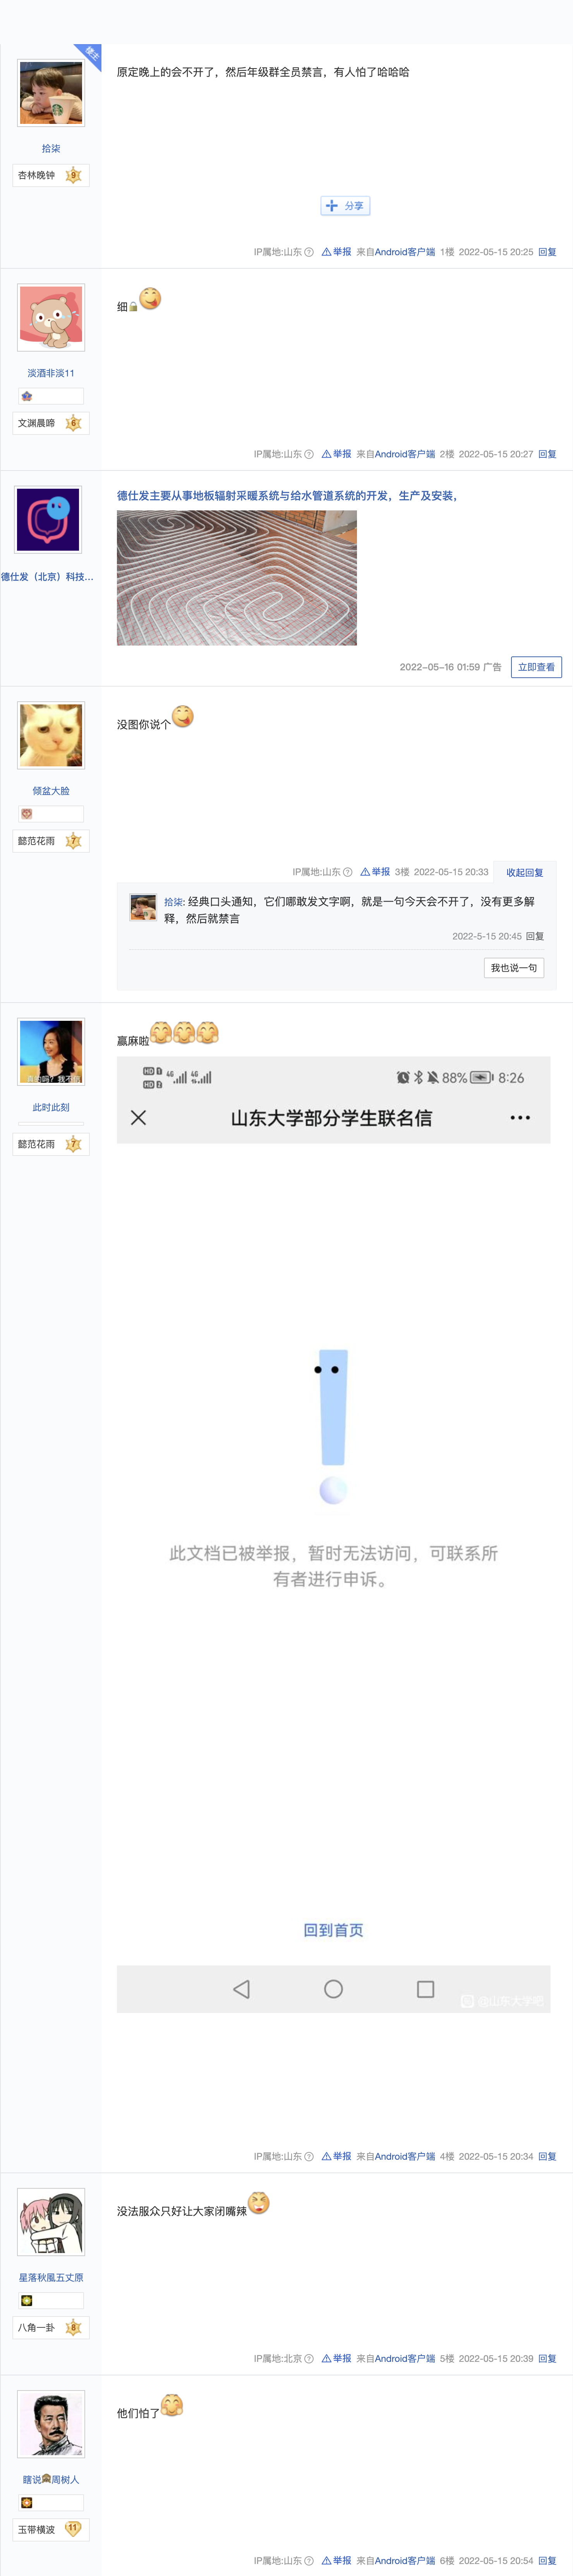 楼主
原定晚上的会不开了，然后年级群全员禁言，有人怕了哈哈哈
拾柒
杏林晚钟 9
分享
IP属地:山东 举报 来自Android客户端 1楼 2022-05-15 20:25 回复
细
淡酒非淡11
文渊晨啼 6
IP属地:山东 举报 来自Android客户端 2楼 2022-05-15 20:27 回复
德仕发主要从事地板辐射采暖系统与给水管道系统的开发，生产及安装，
德仕发（北京）科技...
2022-05-16 01:59 广告 立即查看
没图你说个
倾盆大脸
懿范花雨 7
IP属地:山东 举报 3楼 2022-05-15 20:33 收起回复
拾柒: 经典口头通知，它们哪敢发文字啊，就是一句今天会不开了，没有更多解
释，然后就禁言
2022-5-15 20:45 回复
我也说一句
赢麻啦
此时此刻
懿范花雨 7
HD 1 4G 4G 88% 8:26
HD 2
山东大学部分学生联名信
此文档已被举报，暂时无法访问，可联系所
有者进行申诉。
回到首页
@山东大学吧
IP属地:山东 举报 来自Android客户端 4楼 2022-05-15 20:34 回复
没法服众只好让大家闭嘴辣
星落秋風五丈原
八角一卦 8
IP属地:北京 举报 来自Android客户端 5楼 2022-05-15 20:39 回复
他们怕了
瞎说周树人
玉带横波 11
IP属地:山东 举报 来自Android客户端 6楼 2022-05-15 20:54 回复